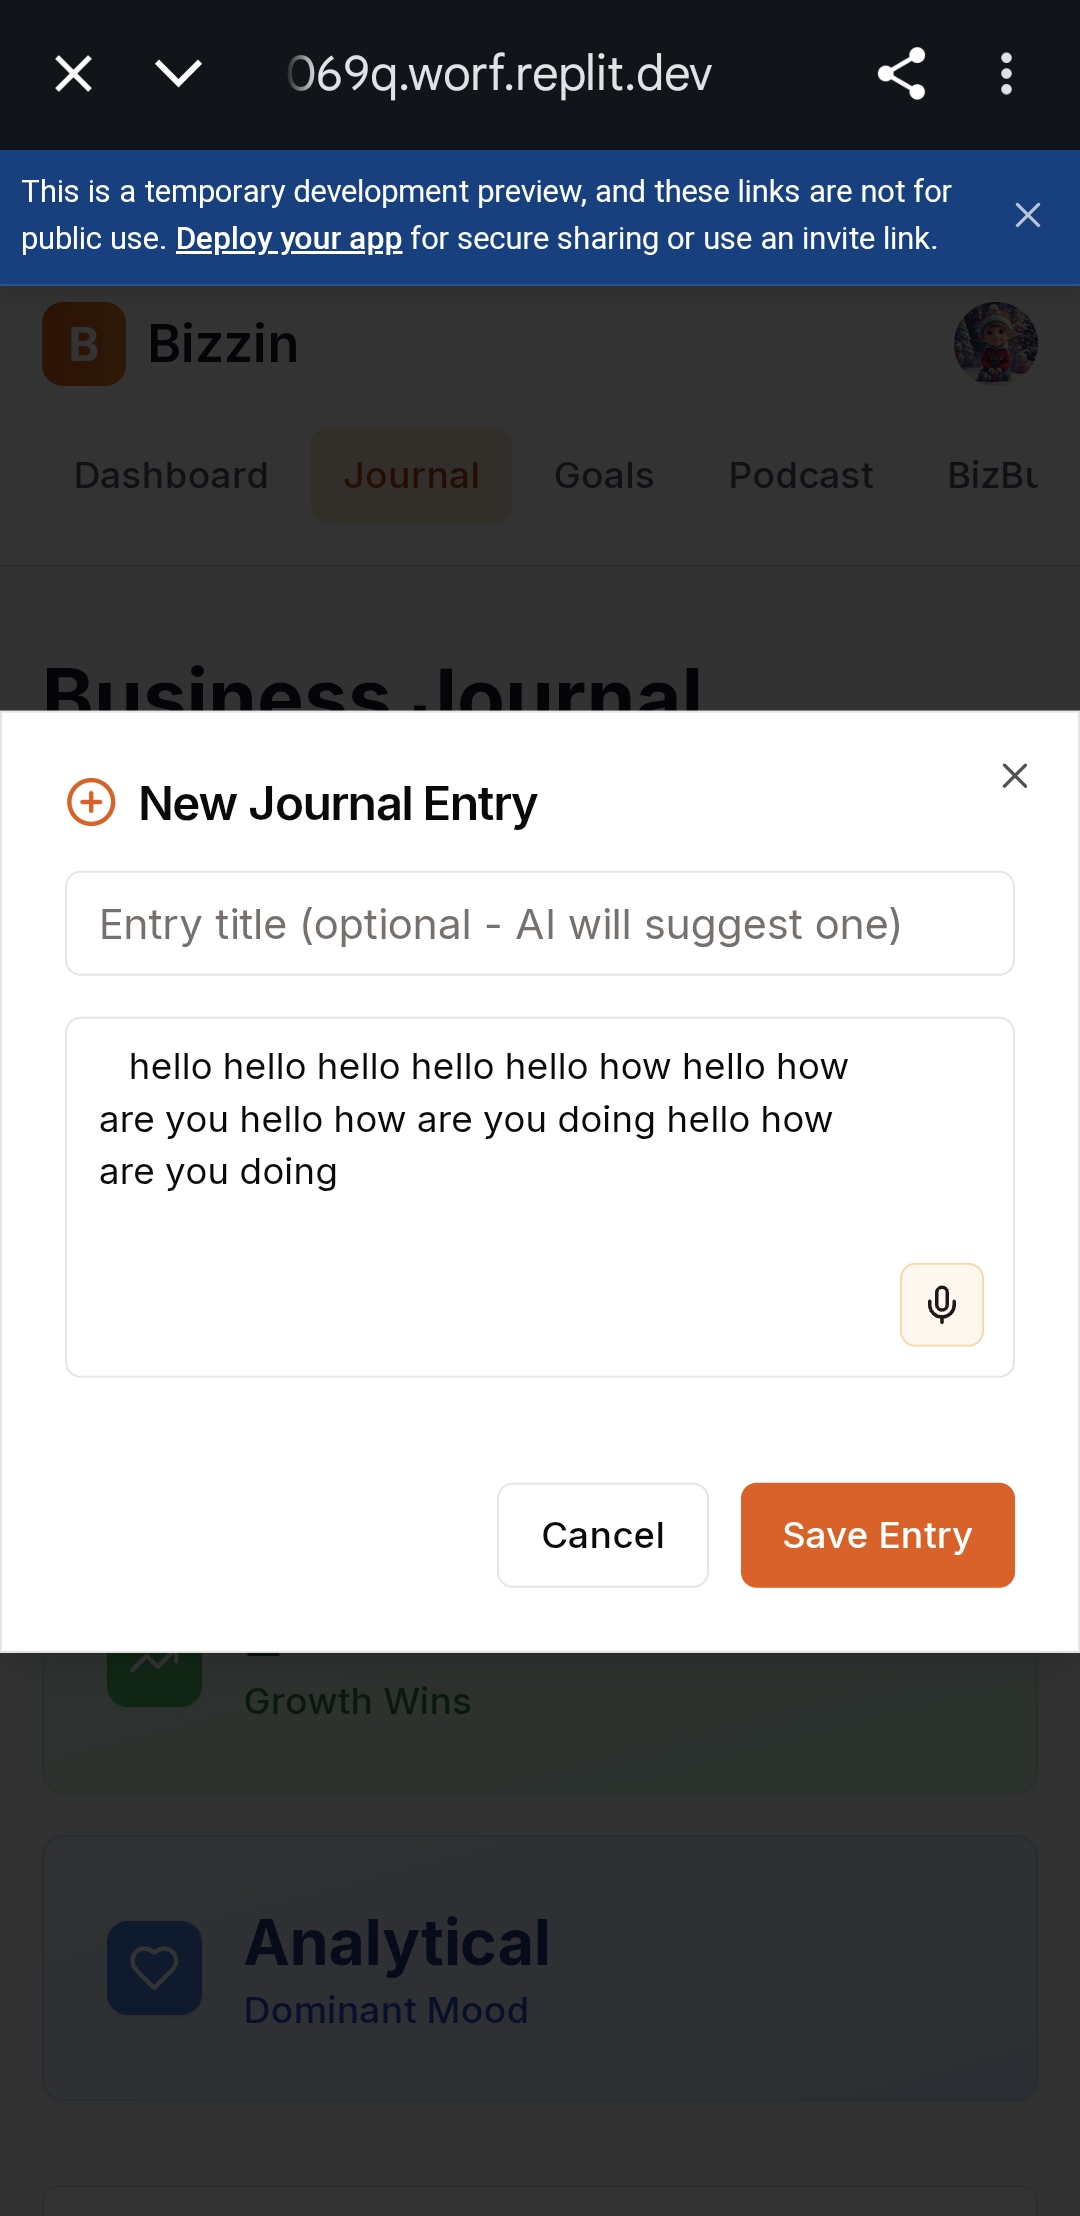 069q.worf.replit.dev
This is a temporary development preview, and these links are not for
public use. Deploy your app for secure sharing or use an invite link.
B Bizzin
Dashboard Journal Goals Podcast BizBu
Business Journal
New Journal Entry
Entry title (optional - AI will suggest one)
hello hello hello hello hello how hello how
are you hello how are you doing hello how
are you doing
Cancel Save Entry
Growth Wins
Analytical
Dominant Mood